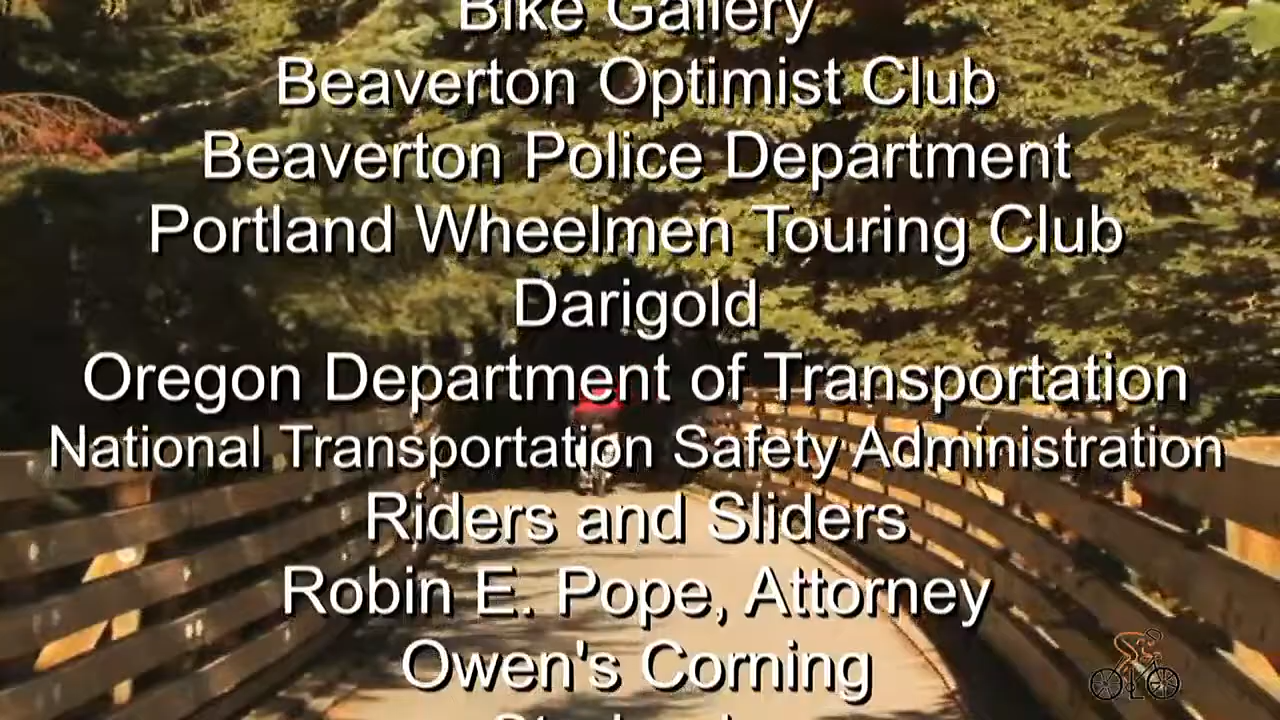 Bike Gallery
Beaverton Optimist Club
Beaverton Police Department
Portland Wheelmen Touring Club
Darigold
Oregon Department of Transportation
National Transportation Safety Administration
Riders and Sliders
Robin E. Pope, Attorney
Owen's Corning